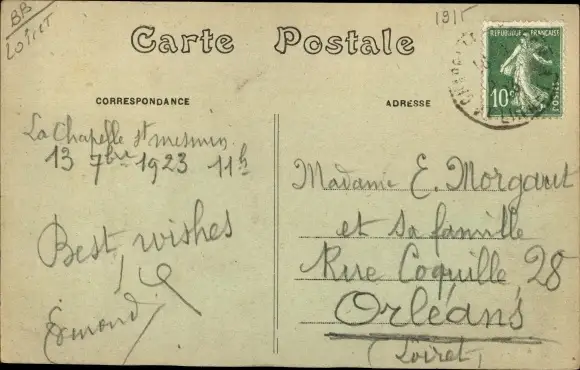 BB
Loiret
1915
Carte Postale
CORRESPONDANCE
ADRESSE
REPUBLIQUE FRANÇAISE
10c
POSTES
La Chapelle St mesmin
13 7bre 1923 11h
Best wishes
Edmond
Madame E. Morgant
et sa famille
Rue Coquille 28
Orléans
(Loiret)